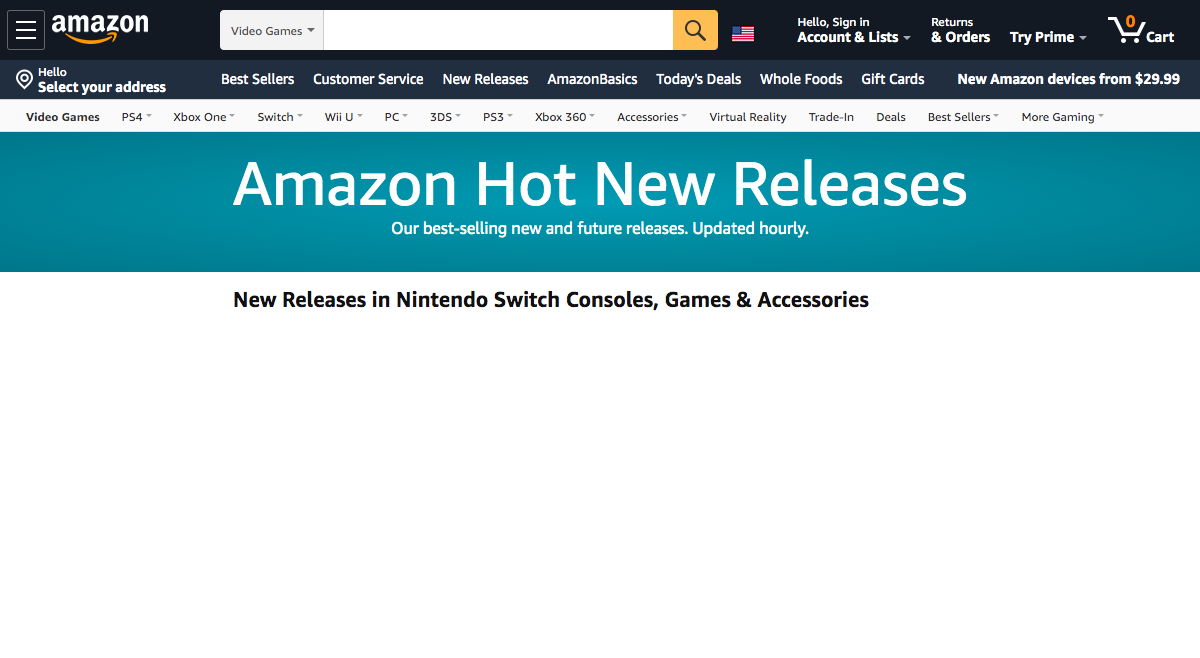 amazon
Video Games
Hello, Sign in
Account & Lists
Returns
& Orders
Try Prime
0
Cart
Hello
Select your address
Best Sellers
Customer Service
New Releases
AmazonBasics
Today's Deals
Whole Foods
Gift Cards
New Amazon devices from $29.99
Video Games
PS4
Xbox One
Switch
Wii U
PC
3DS
PS3
Xbox 360
Accessories
Virtual Reality
Trade-In
Deals
Best Sellers
More Gaming
Amazon Hot New Releases
Our best-selling new and future releases. Updated hourly.
New Releases in Nintendo Switch Consoles, Games & Accessories